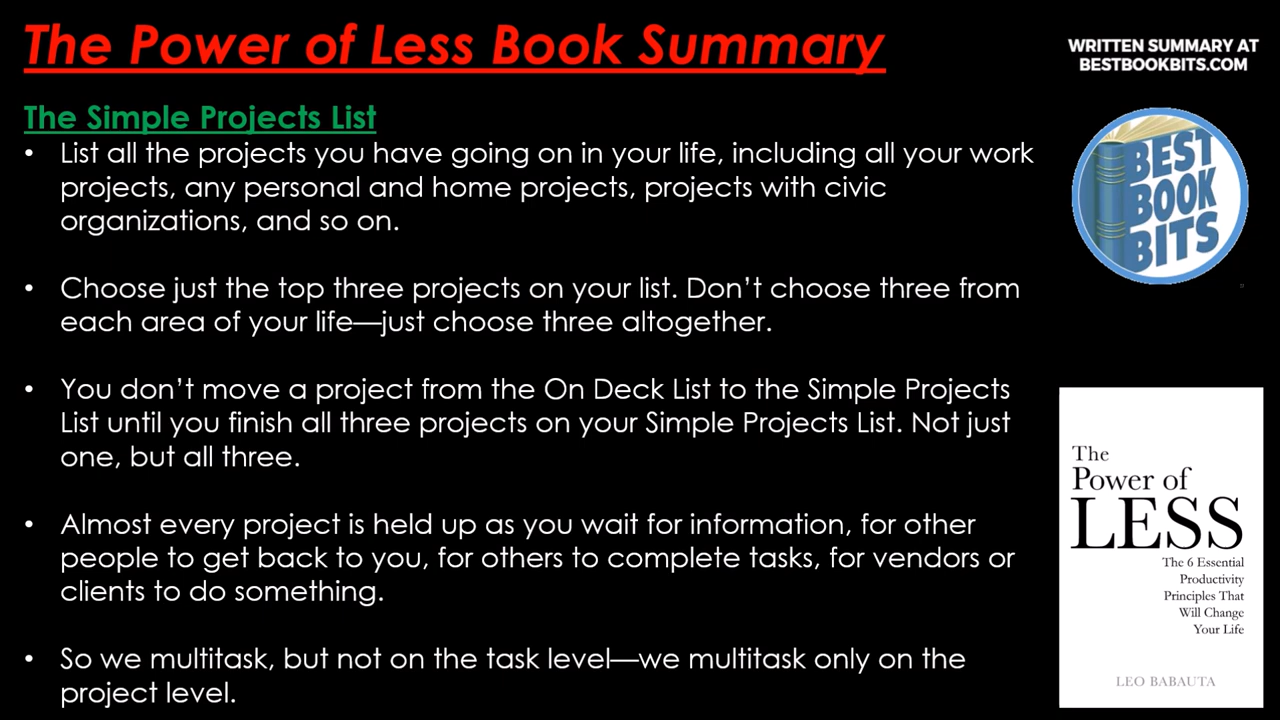 The Power of Less Book Summary
WRITTEN SUMMARY AT
BESTBOOKBITS.COM
The Simple Projects List
• List all the projects you have going on in your life, including all your work
projects, any personal and home projects, projects with civic
organizations, and so on.
• Choose just the top three projects on your list. Don’t choose three from
each area of your life—just choose three altogether.
• You don’t move a project from the On Deck List to the Simple Projects
List until you finish all three projects on your Simple Projects List. Not just
one, but all three.
• Almost every project is held up as you wait for information, for other
people to get back to you, for others to complete tasks, for vendors or
clients to do something.
• So we multitask, but not on the task level—we multitask only on the
project level.
BEST
BOOK
BITS
The
Power of
LESS
The 6 Essential
Productivity
Principles That
Will Change
Your Life
LEO BABAUTA